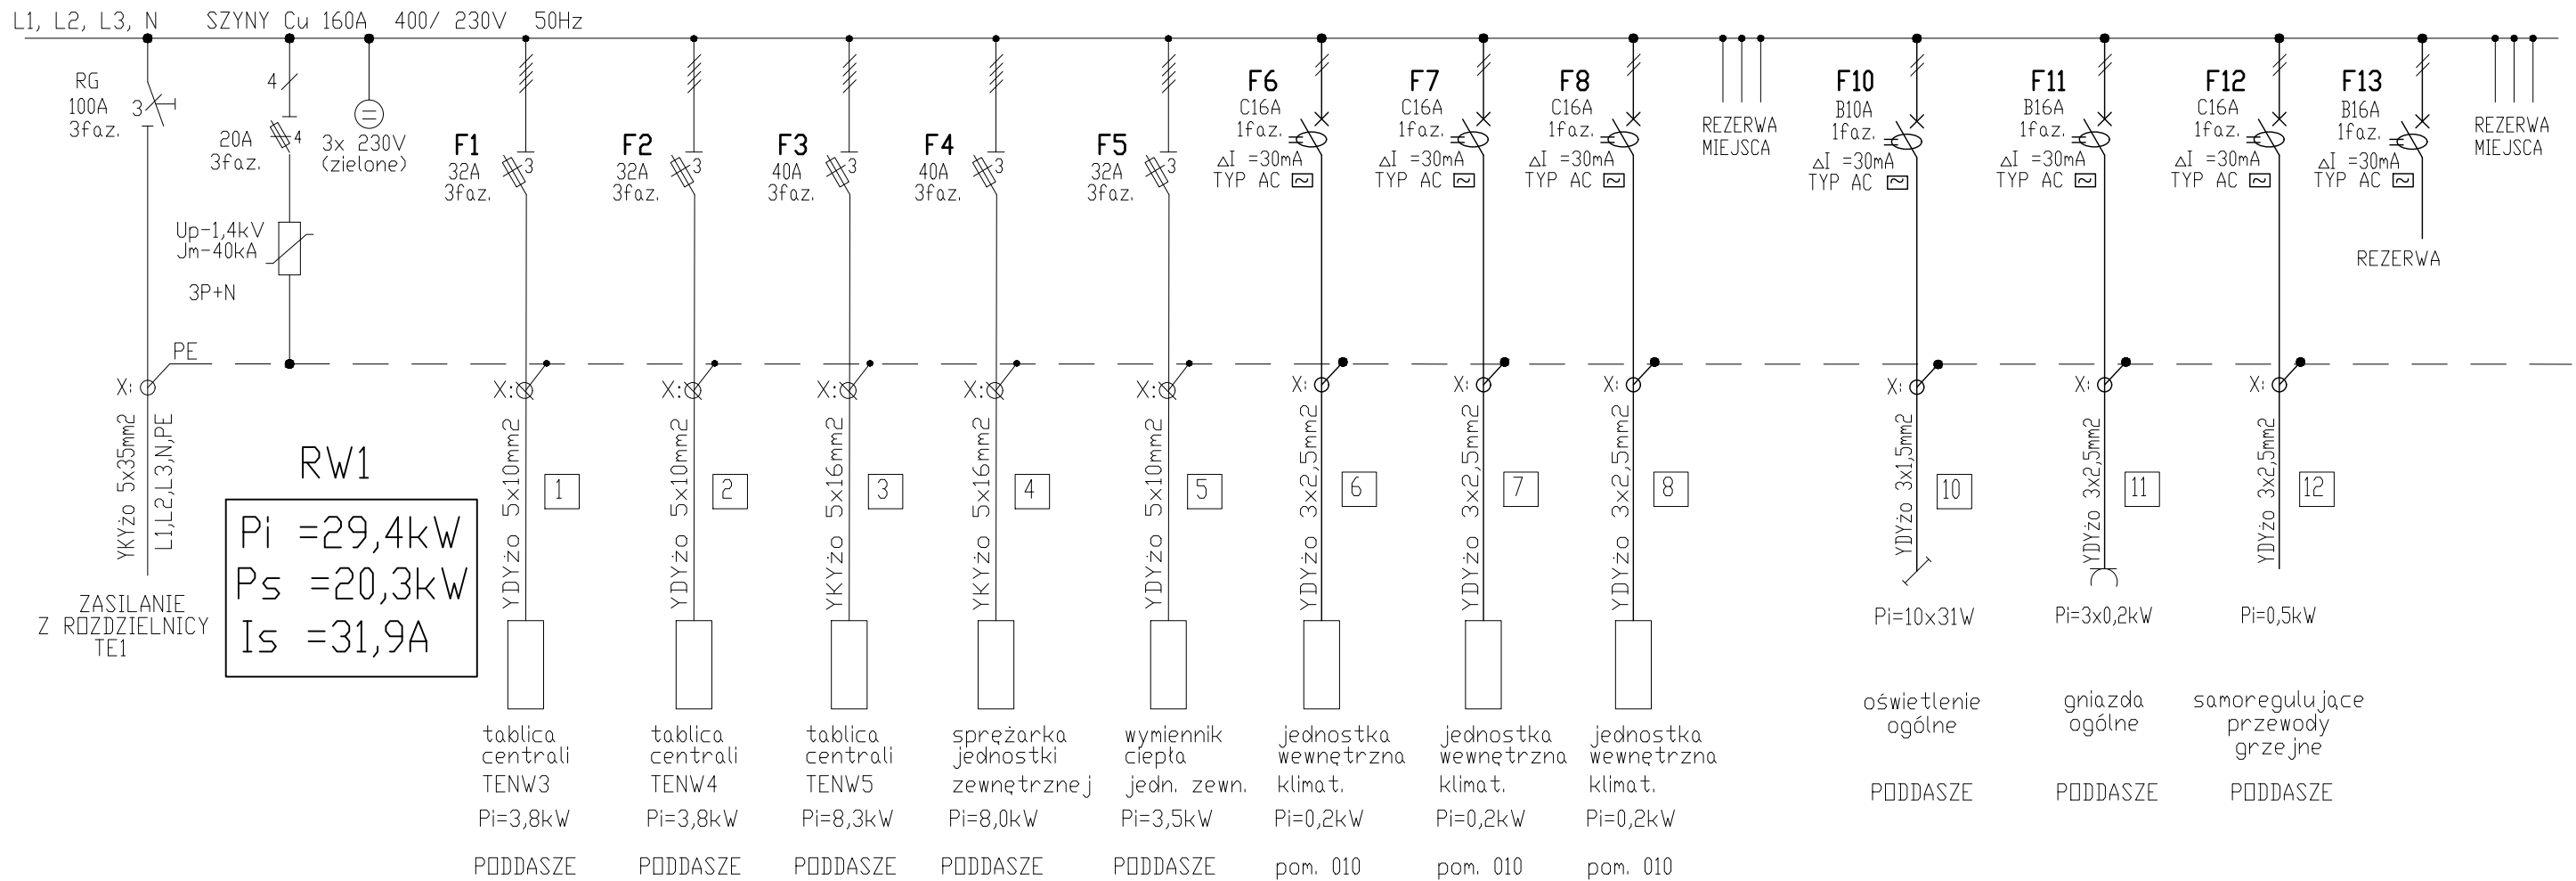 L1, L2, L3, N SZYNY Cu 160A 400/ 230V 50Hz
RG
100A
3faz.
3
4
20A
3faz.
4
3x 230V
(zielone)
Up-1,4kV
Jm-40kA
3P+N
PE
X:
YKYżo 5x35mm2
L1,L2,L3,N,PE
ZASILANIE
Z ROZDZIELNICY
TE1
RW1
Pi =29,4kW
Ps =20,3kW
Is =31,9A
F1
32A
3faz.
3
X:
YDYżo 5x10mm2
1
tablica
centrali
TENW3
Pi=3,8kW
PODDASZE
F2
32A
3faz.
3
X:
YDYżo 5x10mm2
2
tablica
centrali
TENW4
Pi=3,8kW
PODDASZE
F3
40A
3faz.
3
X:
YKYżo 5x16mm2
3
tablica
centrali
TENW5
Pi=8,3kW
PODDASZE
F4
40A
3faz.
3
X:
YKYżo 5x16mm2
4
sprężarka
jednostki
zewnętrznej
Pi=8,0kW
PODDASZE
F5
32A
3faz.
3
X:
YDYżo 5x10mm2
5
wymiennik
ciepła
jedn. zewn.
Pi=3,5kW
PODDASZE
F6
C16A
1faz.
△I =30mA
TYP AC
X:
YDYżo 3x2,5mm2
6
jednostka
wewnętrzna
klimat.
Pi=0,2kW
pom. 010
F7
C16A
1faz.
△I =30mA
TYP AC
X:
YDYżo 3x2,5mm2
7
jednostka
wewnętrzna
klimat.
Pi=0,2kW
pom. 010
F8
C16A
1faz.
△I =30mA
TYP AC
X:
YDYżo 3x2,5mm2
8
jednostka
wewnętrzna
klimat.
Pi=0,2kW
pom. 010
REZERWA
MIEJSCA
F10
B10A
1faz.
△I =30mA
TYP AC
X:
YDYżo 3x1,5mm2
10
Pi=10x31W
oświetlenie
ogólne
PODDASZE
F11
B16A
1faz.
△I =30mA
TYP AC
X:
YDYżo 3x2,5mm2
11
Pi=3x0,2kW
gniazda
ogólne
PODDASZE
F12
C16A
1faz.
△I =30mA
TYP AC
X:
YDYżo 3x2,5mm2
12
Pi=0,5kW
samoregulujące
przewody
grzejne
PODDASZE
F13
B16A
1faz.
△I =30mA
TYP AC
REZERWA
REZERWA
MIEJSCA